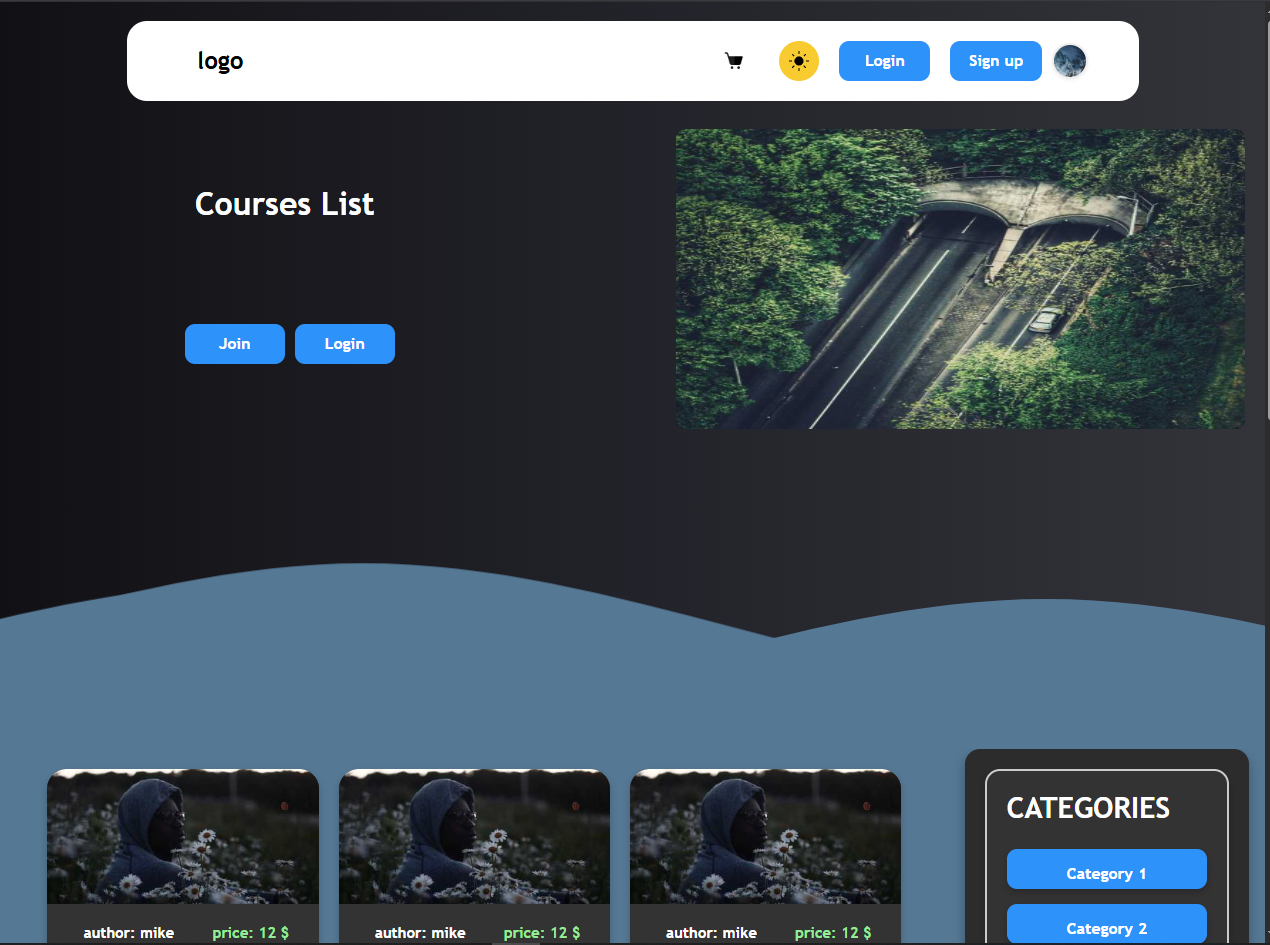 logo
Login
Sign up
Courses List
Join
Login
CATEGORIES
Category 1
Category 2
author: mike price: 12 $
author: mike price: 12 $
author: mike price: 12 $